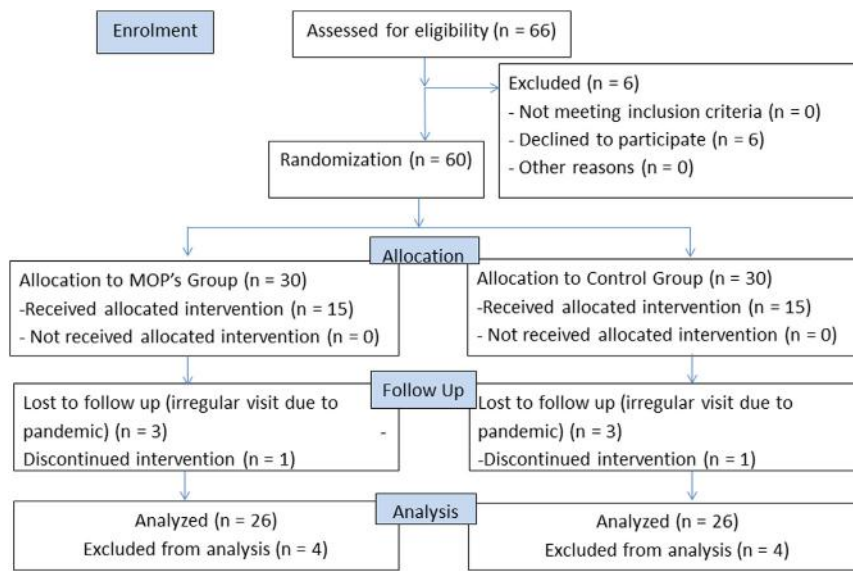 Enrolment
Assessed for eligibility (n = 66)
Excluded (n = 6)
- Not meeting inclusion criteria (n = 0)
- Declined to participate (n = 6)
- Other reasons (n = 0)
Randomization (n = 60)
Allocation
Allocation to MOP's Group (n = 30)
-Received allocated intervention (n = 15)
- Not received allocated intervention (n = 0)
Allocation to Control Group (n = 30)
-Received allocated intervention (n = 15)
- Not received allocated intervention (n = 0)
Follow Up
Lost to follow up (irregular visit due to
pandemic) (n = 3) -
Discontinued intervention (n = 1)
Lost to follow up (irregular visit due to
pandemic) (n = 3)
-Discontinued intervention (n = 1)
Analysis
Analyzed (n = 26)
Excluded from analysis (n = 4)
Analyzed (n = 26)
Excluded from analysis (n = 4)